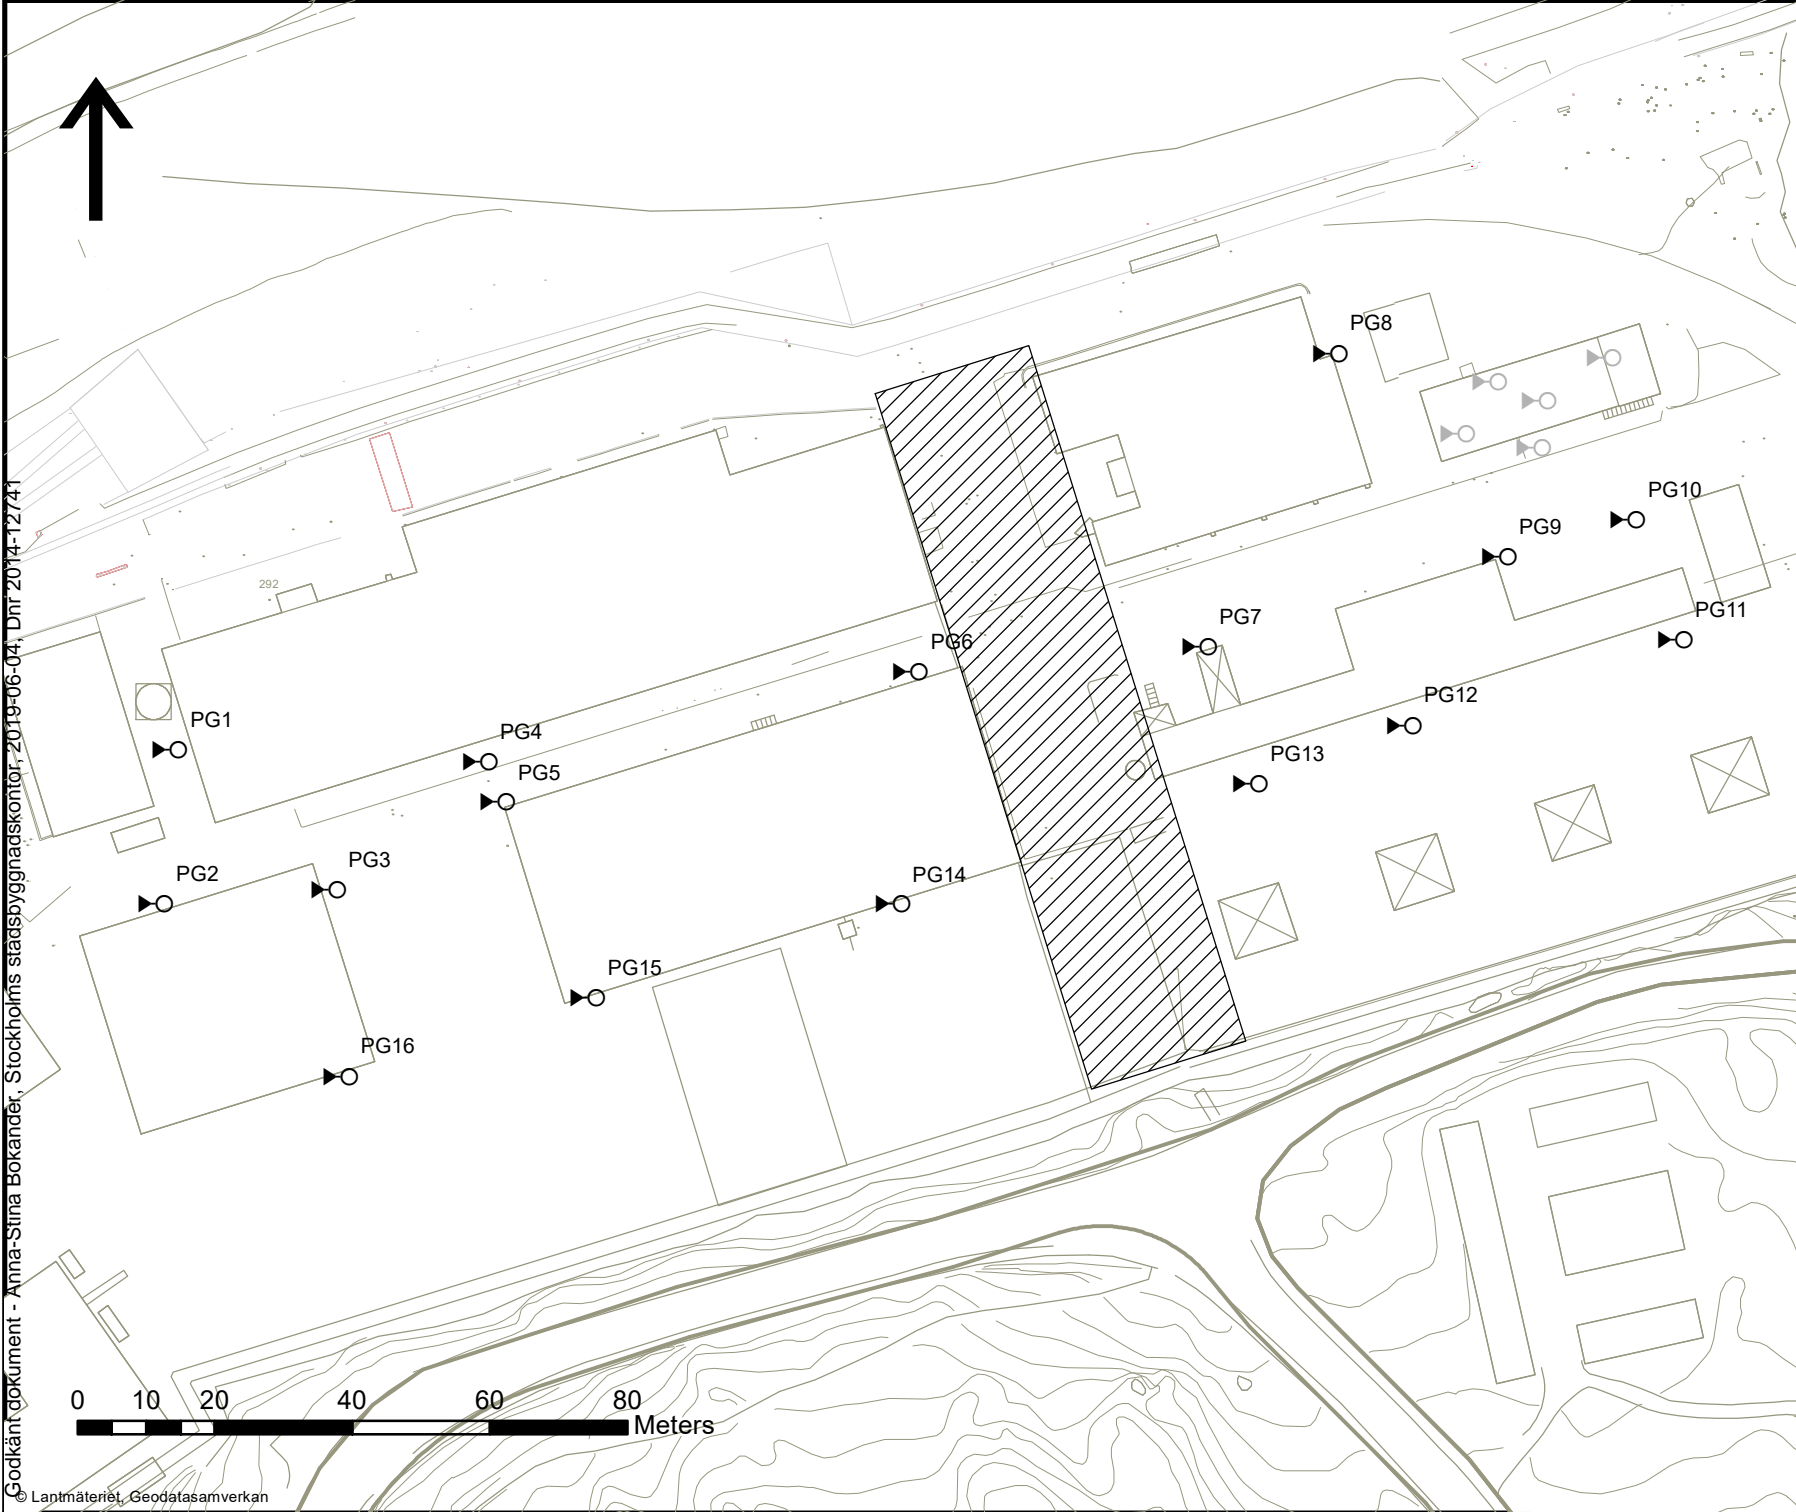 PG8
PG10
PG9
292
PG11
PG7
PG6
PG12
PG1
PG4
PG13
PG5
PG3
PG2
PG14
PG15
PG16
Godkänt dokument - Anna-Stina Bokander, Stockholms stadsbyggnadskontor, 2019-06-04, Dnr 2014-12741
0 10 20 40 60 80
Meters
© Lantmäteriet, Geodatasamverkan